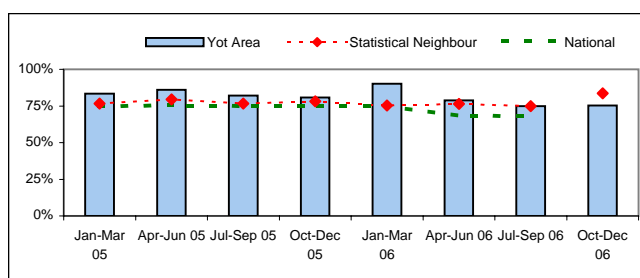 Yot Area Statistical Neighbour National
100%
75%
50%
25%
0%
Jan-Mar 05 Apr-Jun 05 Jul-Sep 05 Oct-Dec 05 Jan-Mar 06 Apr-Jun 06 Jul-Sep 06 Oct-Dec 06